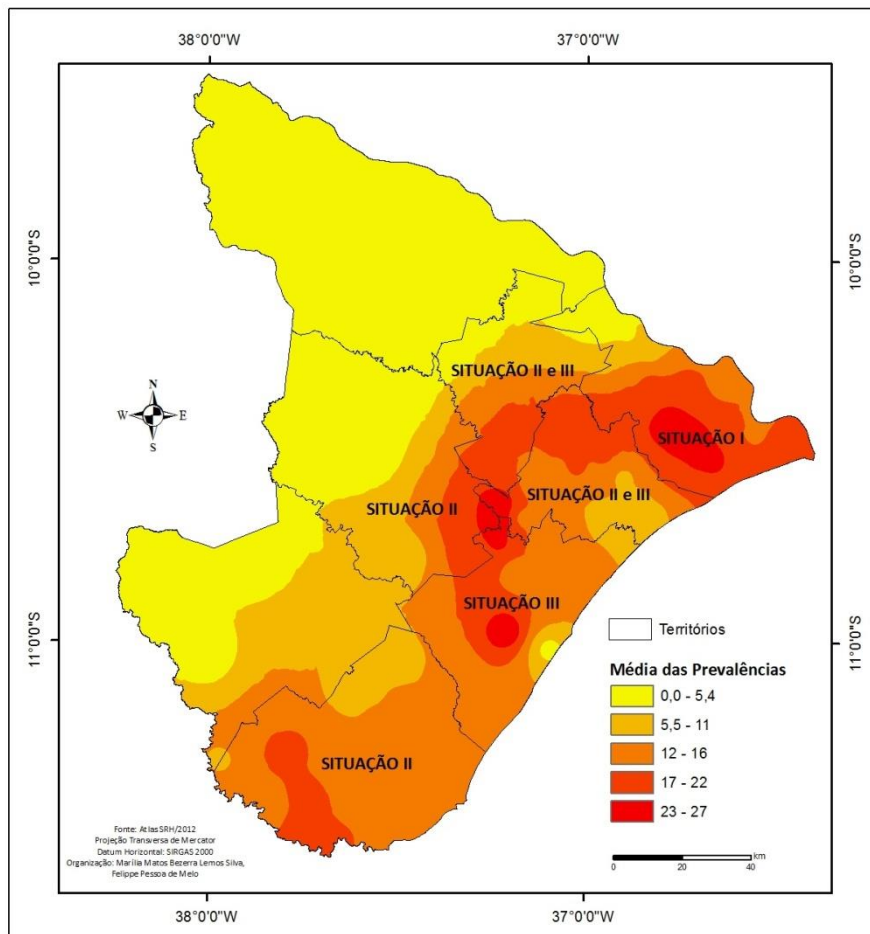 38°0'0"W
37°0'0"W
10°0'0"S
10°0'0"S
N
W
E
S
SITUAÇÃO II e III
SITUAÇÃO I
SITUAÇÃO II
SITUAÇÃO II e III
SITUAÇÃO III
11°0'0"S
11°0'0"S
SITUAÇÃO II
Territórios
Média das Prevalências
0,0 - 5,4
5,5 - 11
12 - 16
17 - 22
23 - 27
km
0 20 40
Fonte: Atlas SRH/2012
Projeção Transversa de Mercator
Datum Horizontal: SIRGAS 2000
Organização: Marília Matos Bezerra Lemos Silva,
Felippe Pessoa de Melo
38°0'0"W
37°0'0"W